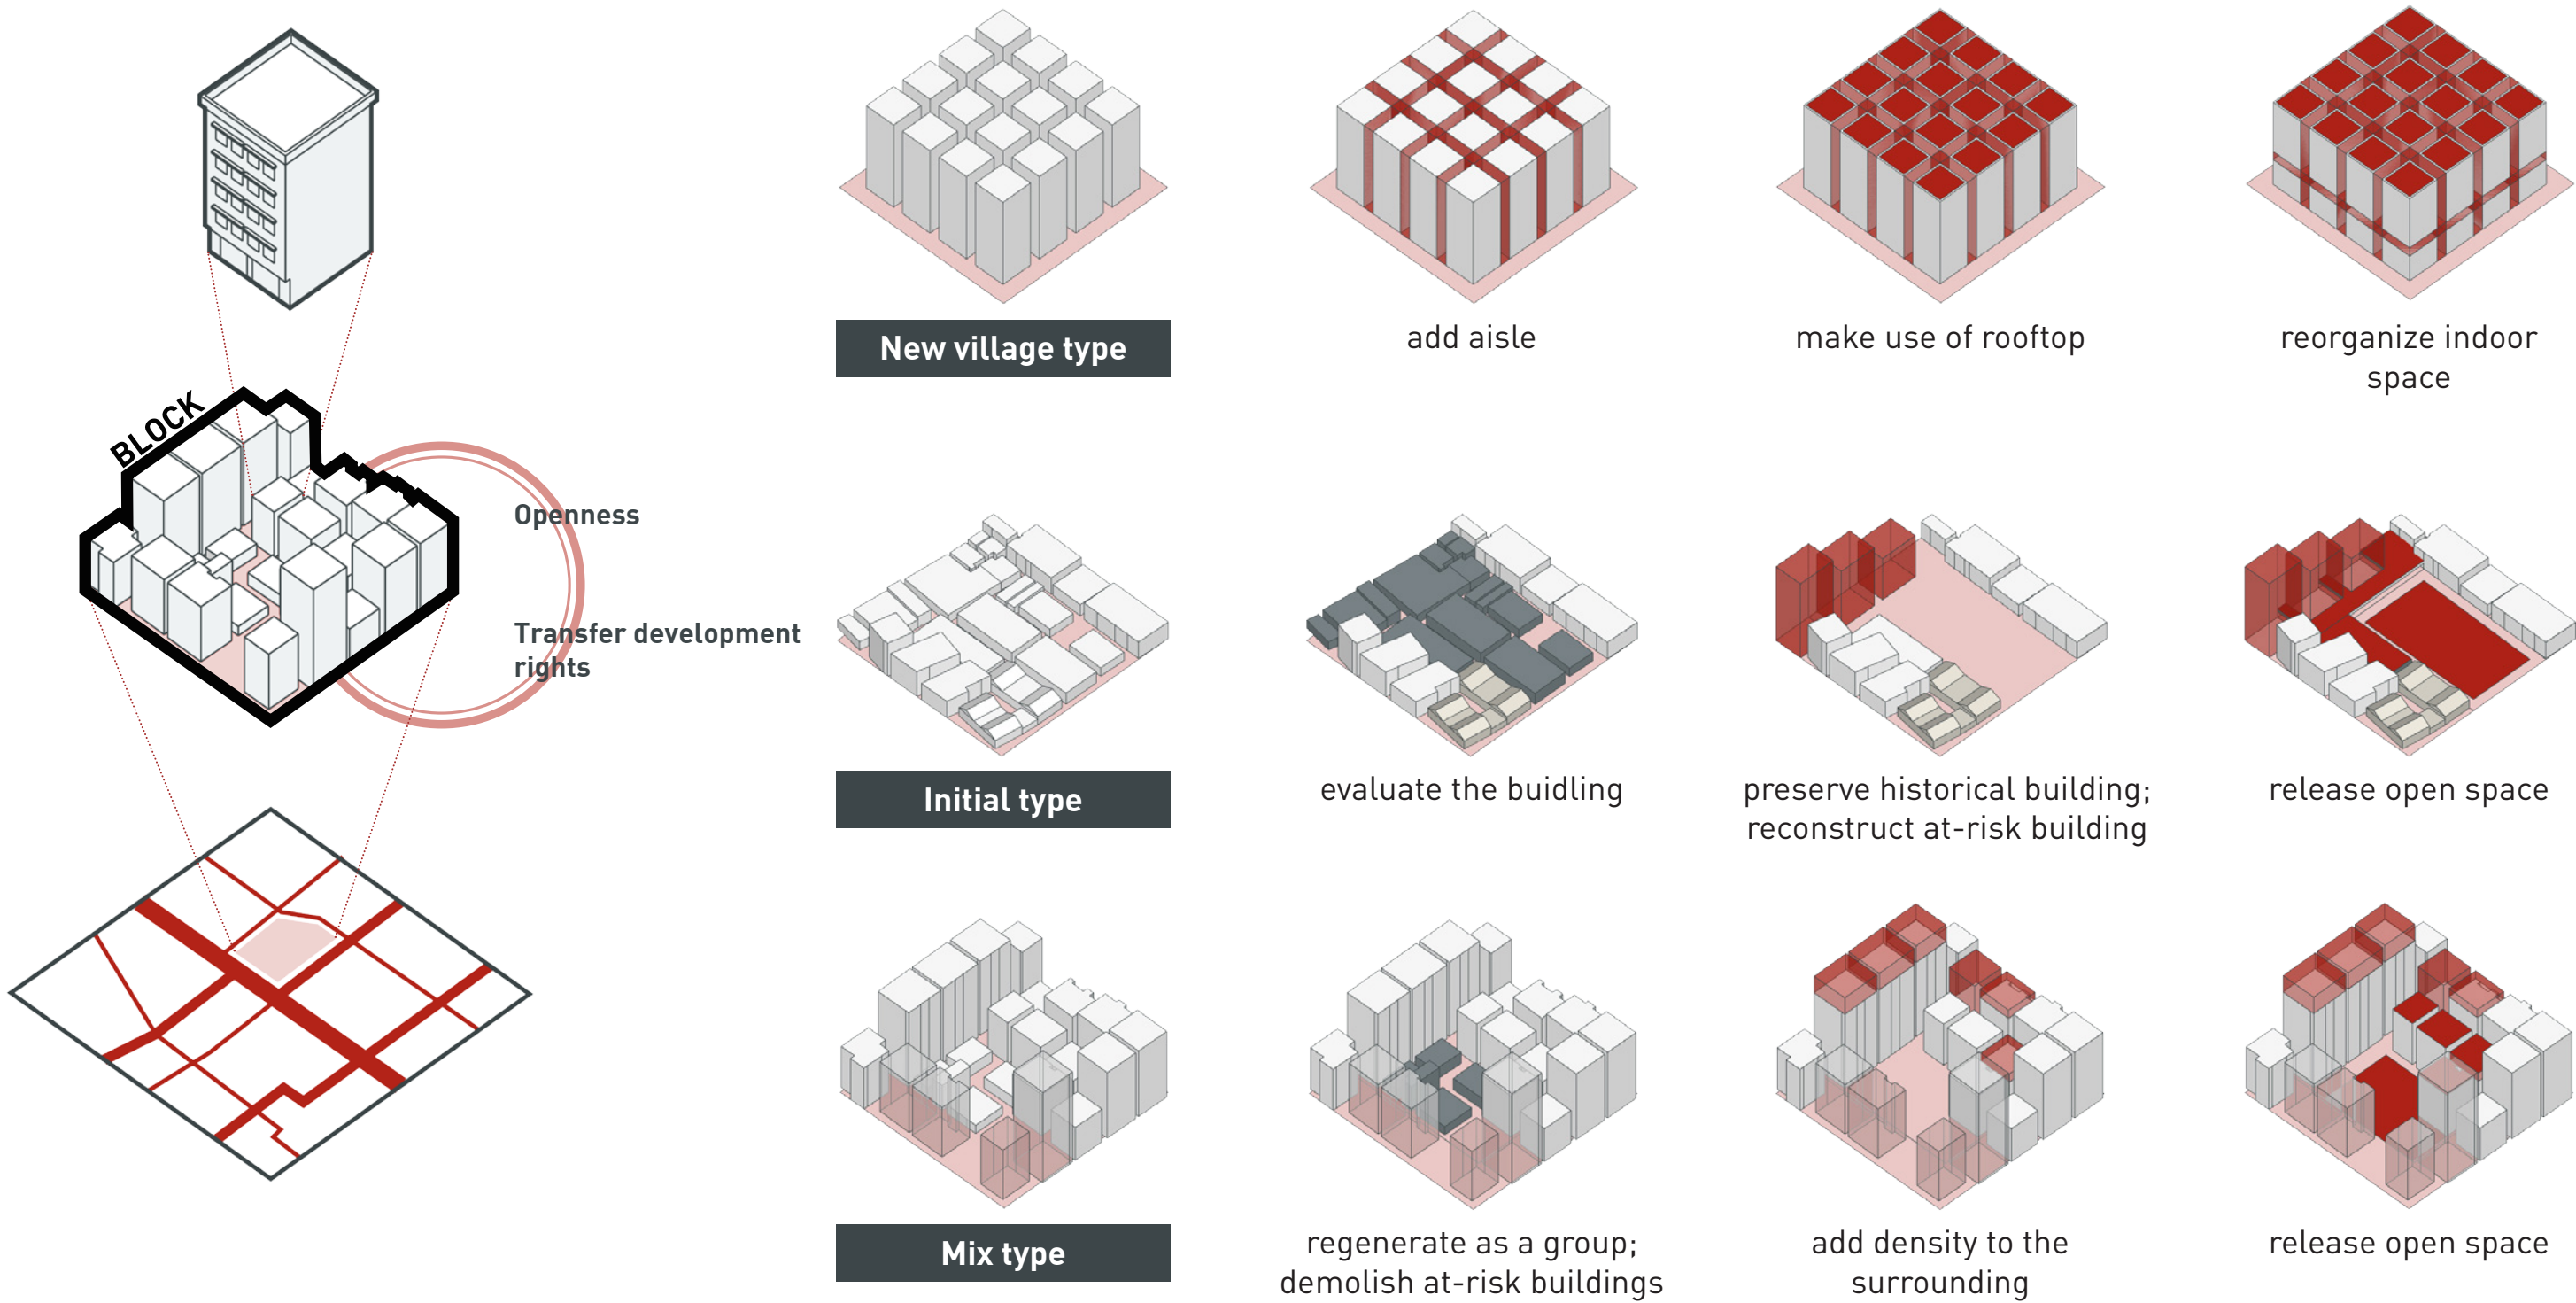 BLOCK
Openness
Transfer development
rights
New village type
add aisle
make use of rooftop
reorganize indoor
space
Initial type
evaluate the buidling
preserve historical building;
reconstruct at-risk building
release open space
Mix type
regenerate as a group;
demolish at-risk buildings
add density to the
surrounding
release open space